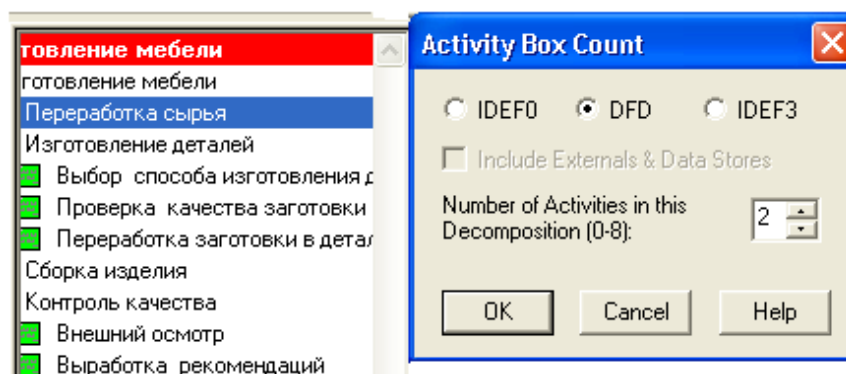 товление мебели
готовление мебели
Переработка сырья
Изготовление деталей
Выбор способа изготовления д
Проверка качества заготовки
Переработка заготовки в детал
Сборка изделия
Контроль качества
Внешний осмотр
Выработка рекомендаций
Activity Box Count
IDEF0 DFD IDEF3
Include Externals & Data Stores
Number of Activities in this
Decomposition (0-8):
2
OK Cancel Help